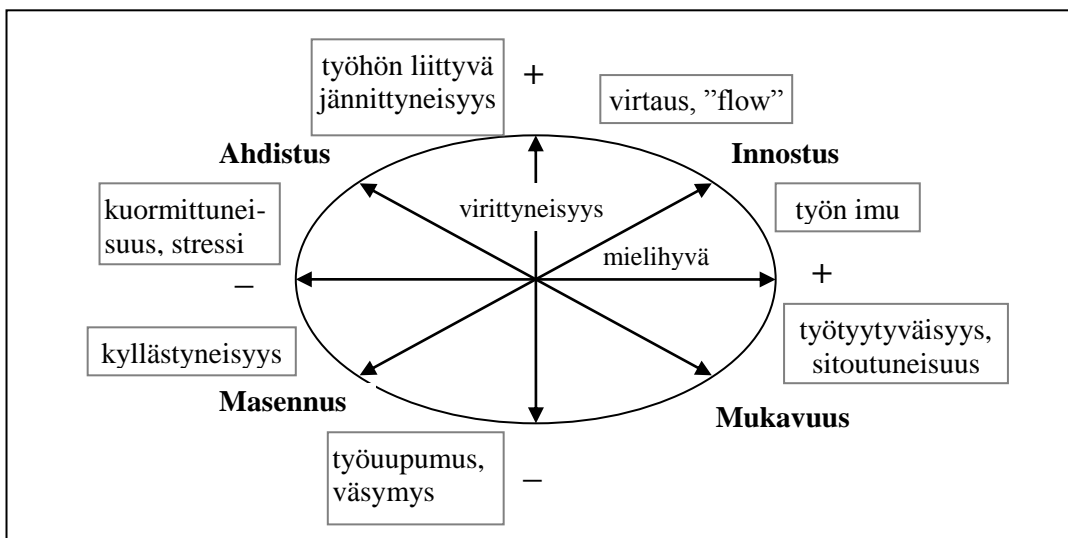 työhön liittyvä
jännittyneisyys
+
virtaus, ”flow”
Ahdistus
Innostus
kuormittunei-
suus, stressi
virittyneisyys
työn imu
mielihyvä
–
+
kyllästyneisyys
työtyytyväisyys,
sitoutuneisuus
Masennus
Mukavuus
työuupumus,
väsymys
–